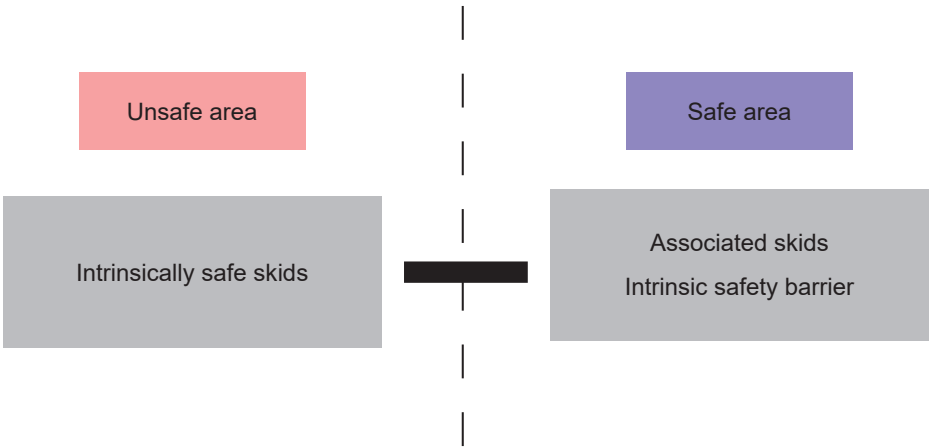 Unsafe area
Safe area
Intrinsically safe skids
Associated skids
Intrinsic safety barrier